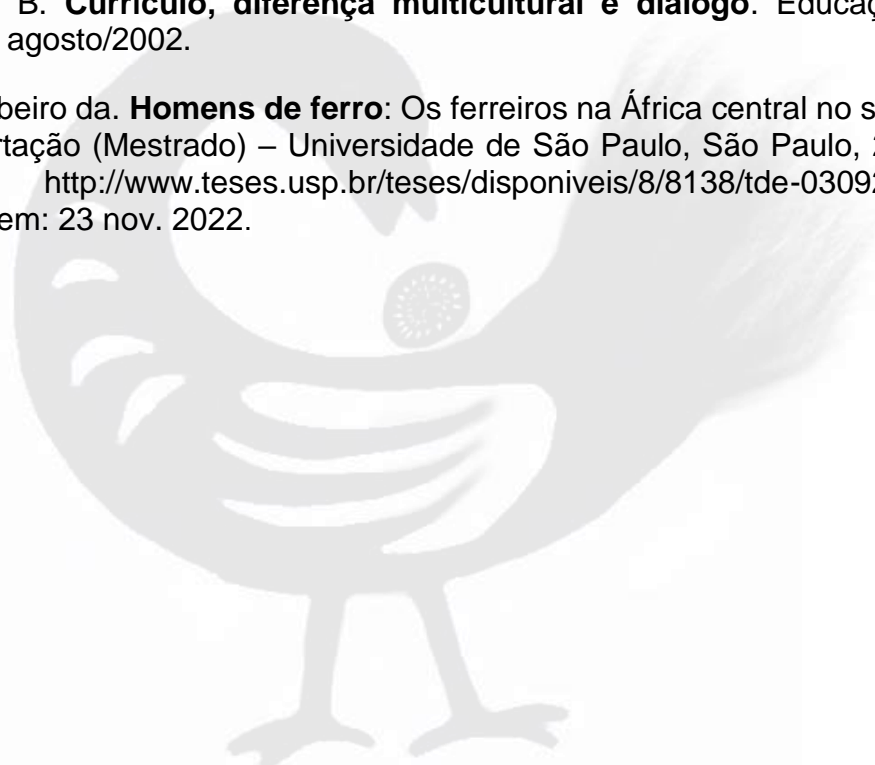 B. Currículo, diferença multicultural e diálogo. Educaç
agosto/2002.
beiro da. Homens de ferro: Os ferreiros na África central no s
rtação (Mestrado) – Universidade de São Paulo, São Paulo, 2
http://www.teses.usp.br/teses/disponiveis/8/8138/tde-03092
em: 23 nov. 2022.